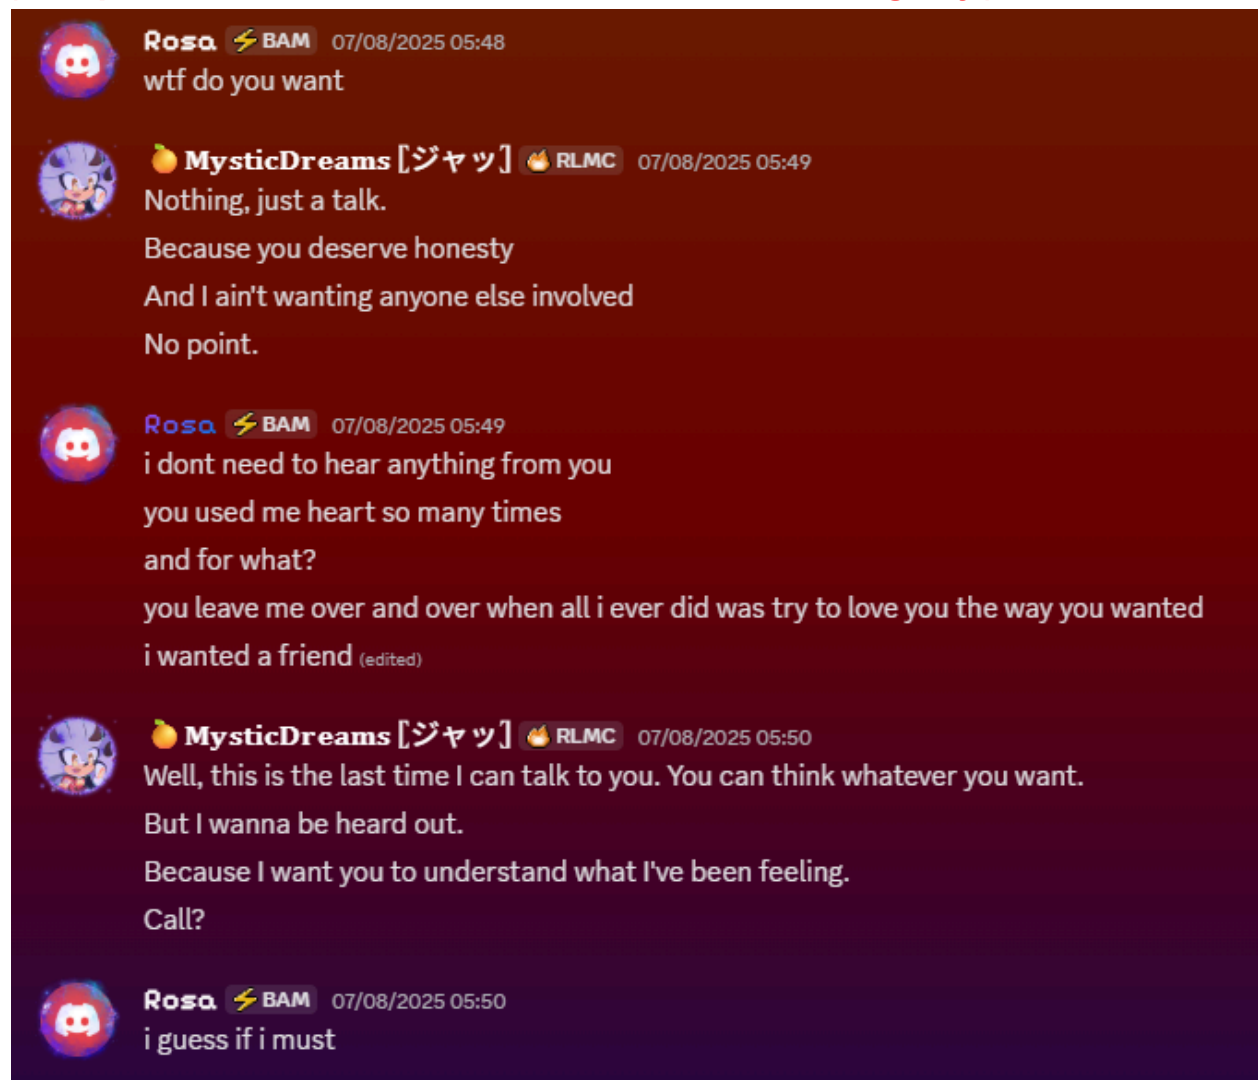 Rosa ⚡ BAM 07/08/2025 05:48
wtf do you want
🍊 MysticDreams [ジャッ] RLMC 07/08/2025 05:49
Nothing, just a talk.
Because you deserve honesty
And I ain't wanting anyone else involved
No point.
Rosa ⚡ BAM 07/08/2025 05:49
i dont need to hear anything from you
you used me heart so many times
and for what?
you leave me over and over when all i ever did was try to love you the way you wanted
i wanted a friend (edited)
🍊 MysticDreams [ジャッ] RLMC 07/08/2025 05:50
Well, this is the last time I can talk to you. You can think whatever you want.
But I wanna be heard out.
Because I want you to understand what I've been feeling.
Call?
Rosa ⚡ BAM 07/08/2025 05:50
i guess if i must